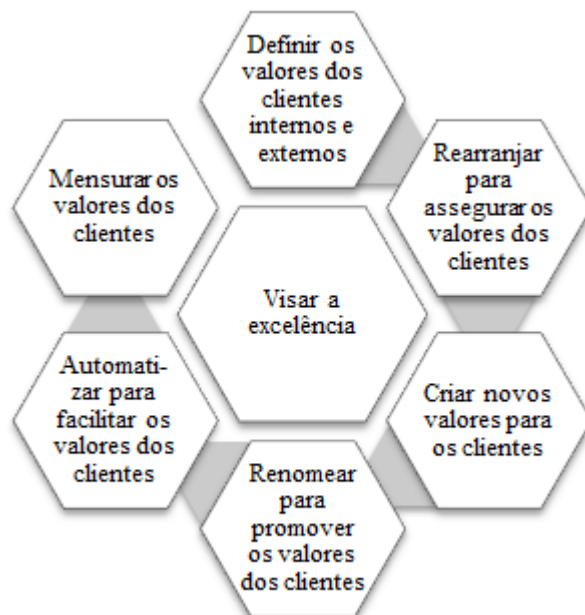 Definir os
valores dos
clientes
internos e
externos
Rearranjar
para
assegurar os
valores dos
clientes
Criar novos
valores para
os clientes
Renomear
para
promover
os valores
dos clientes
Automati-
zar para
facilitar os
valores dos
clientes
Mensurar os
valores dos
clientes
Visar a
excelência